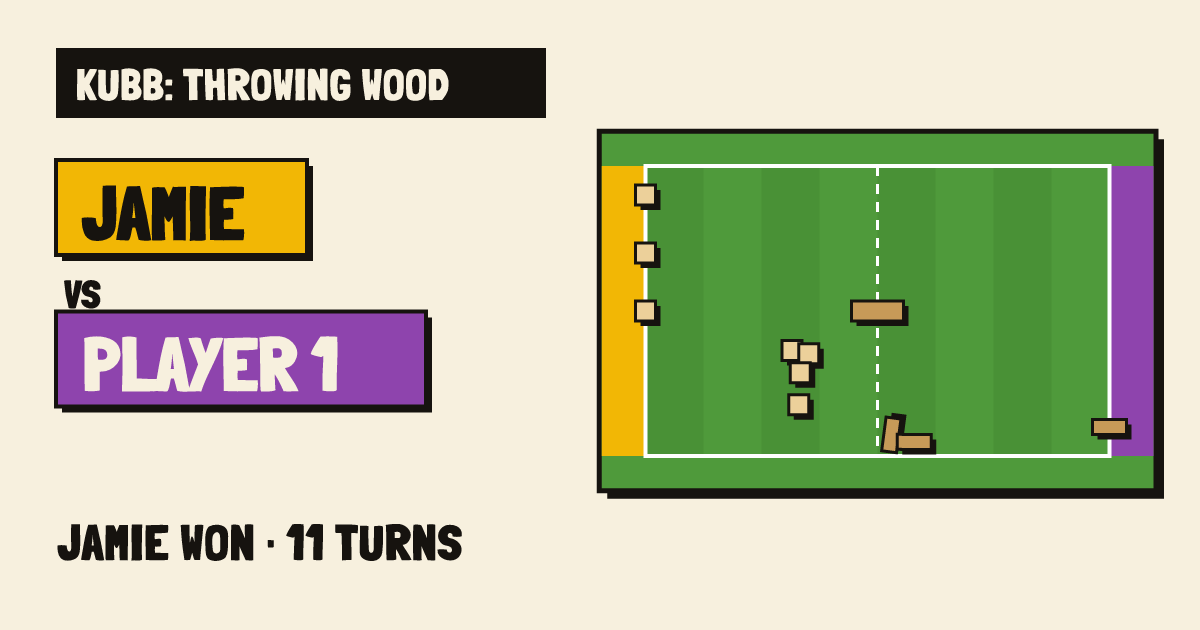 KUBB: THROWING WOOD
JAMIE
VS
PLAYER 1
JAMIE WON · 11 TURNS